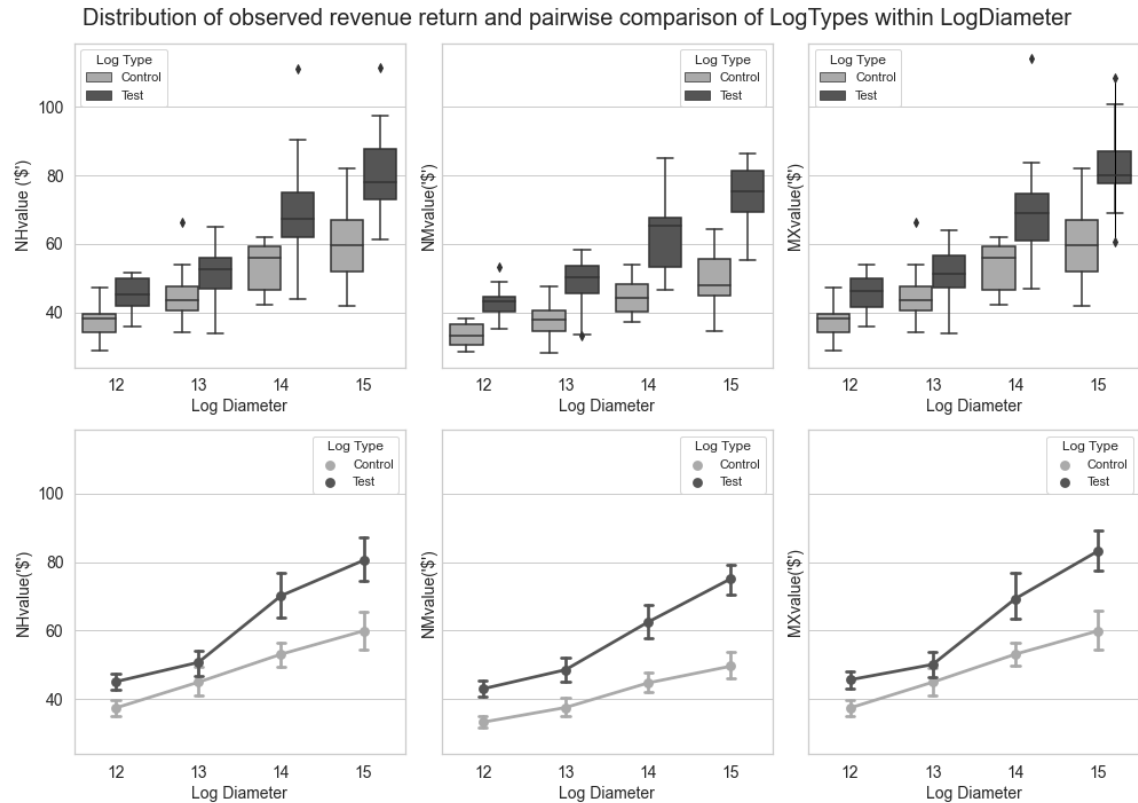 Distribution of observed revenue return and pairwise comparison of LogTypes within LogDiameter
Log Type
Control
Test
NHvalue ('$')
100
80
60
40
12 13 14 15
Log Diameter
Log Type
Control
Test
NMvalue('$')
12 13 14 15
Log Diameter
Log Type
Control
Test
MXvalue('$')
12 13 14 15
Log Diameter
Log Type
Control
Test
NHvalue('$')
100
80
60
40
12 13 14 15
Log Diameter
Log Type
Control
Test
NMvalue('$')
12 13 14 15
Log Diameter
Log Type
Control
Test
MXvalue('$')
12 13 14 15
Log Diameter